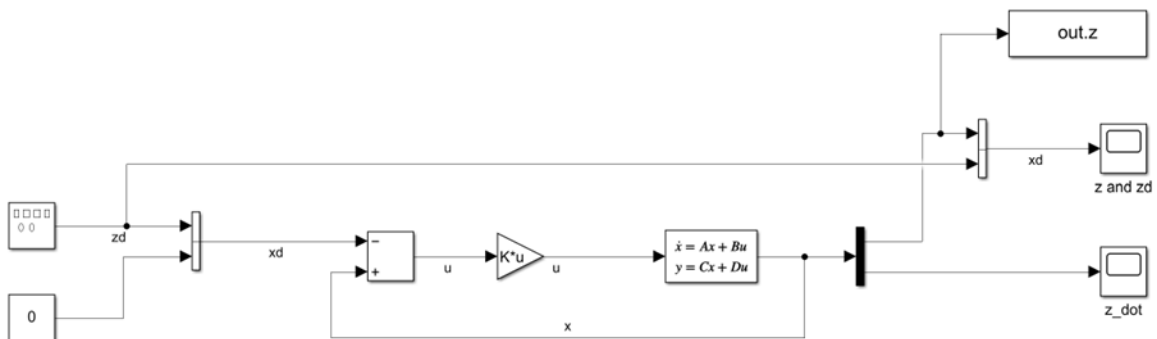 out.z
xd
z and zd
zd
xd
−
+
u
K*u
u
ẋ = Ax + Bu
y = Cx + Du
z_dot
0
x